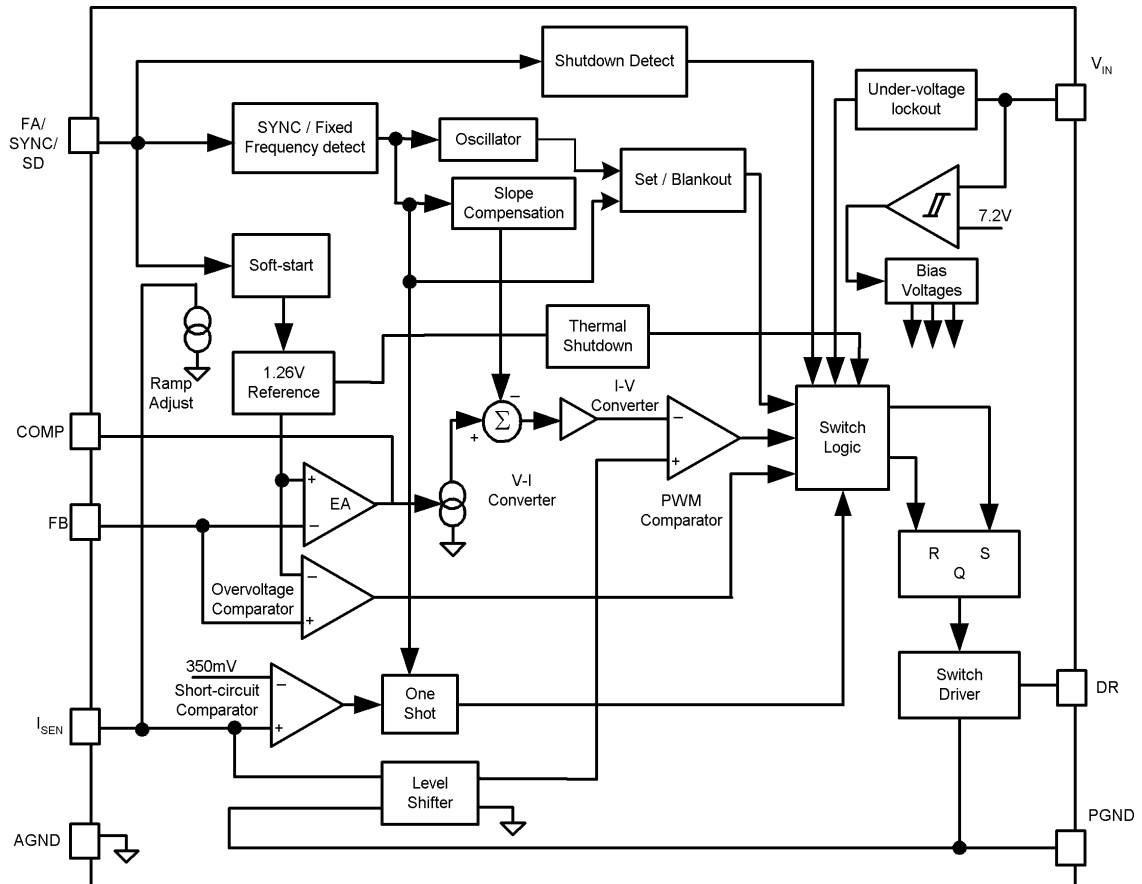 Shutdown Detect
V_IN
Under-voltage
lockout
FA/
SYNC/
SD
SYNC / Fixed
Frequency detect
Oscillator
Set / Blankout
Slope
Compensation
7.2V
Soft-start
Bias
Voltages
Thermal
Shutdown
1.26V
Reference
Ramp
Adjust
I-V
Converter
−
Σ
+
−
+
PWM
Comparator
Switch
Logic
COMP
V-I
Converter
+
EA
−
FB
R S
Q
Overvoltage
Comparator
−
+
350mV
Short-circuit
Comparator
−
+
One
Shot
Switch
Driver
DR
I_SEN
Level
Shifter
AGND
PGND